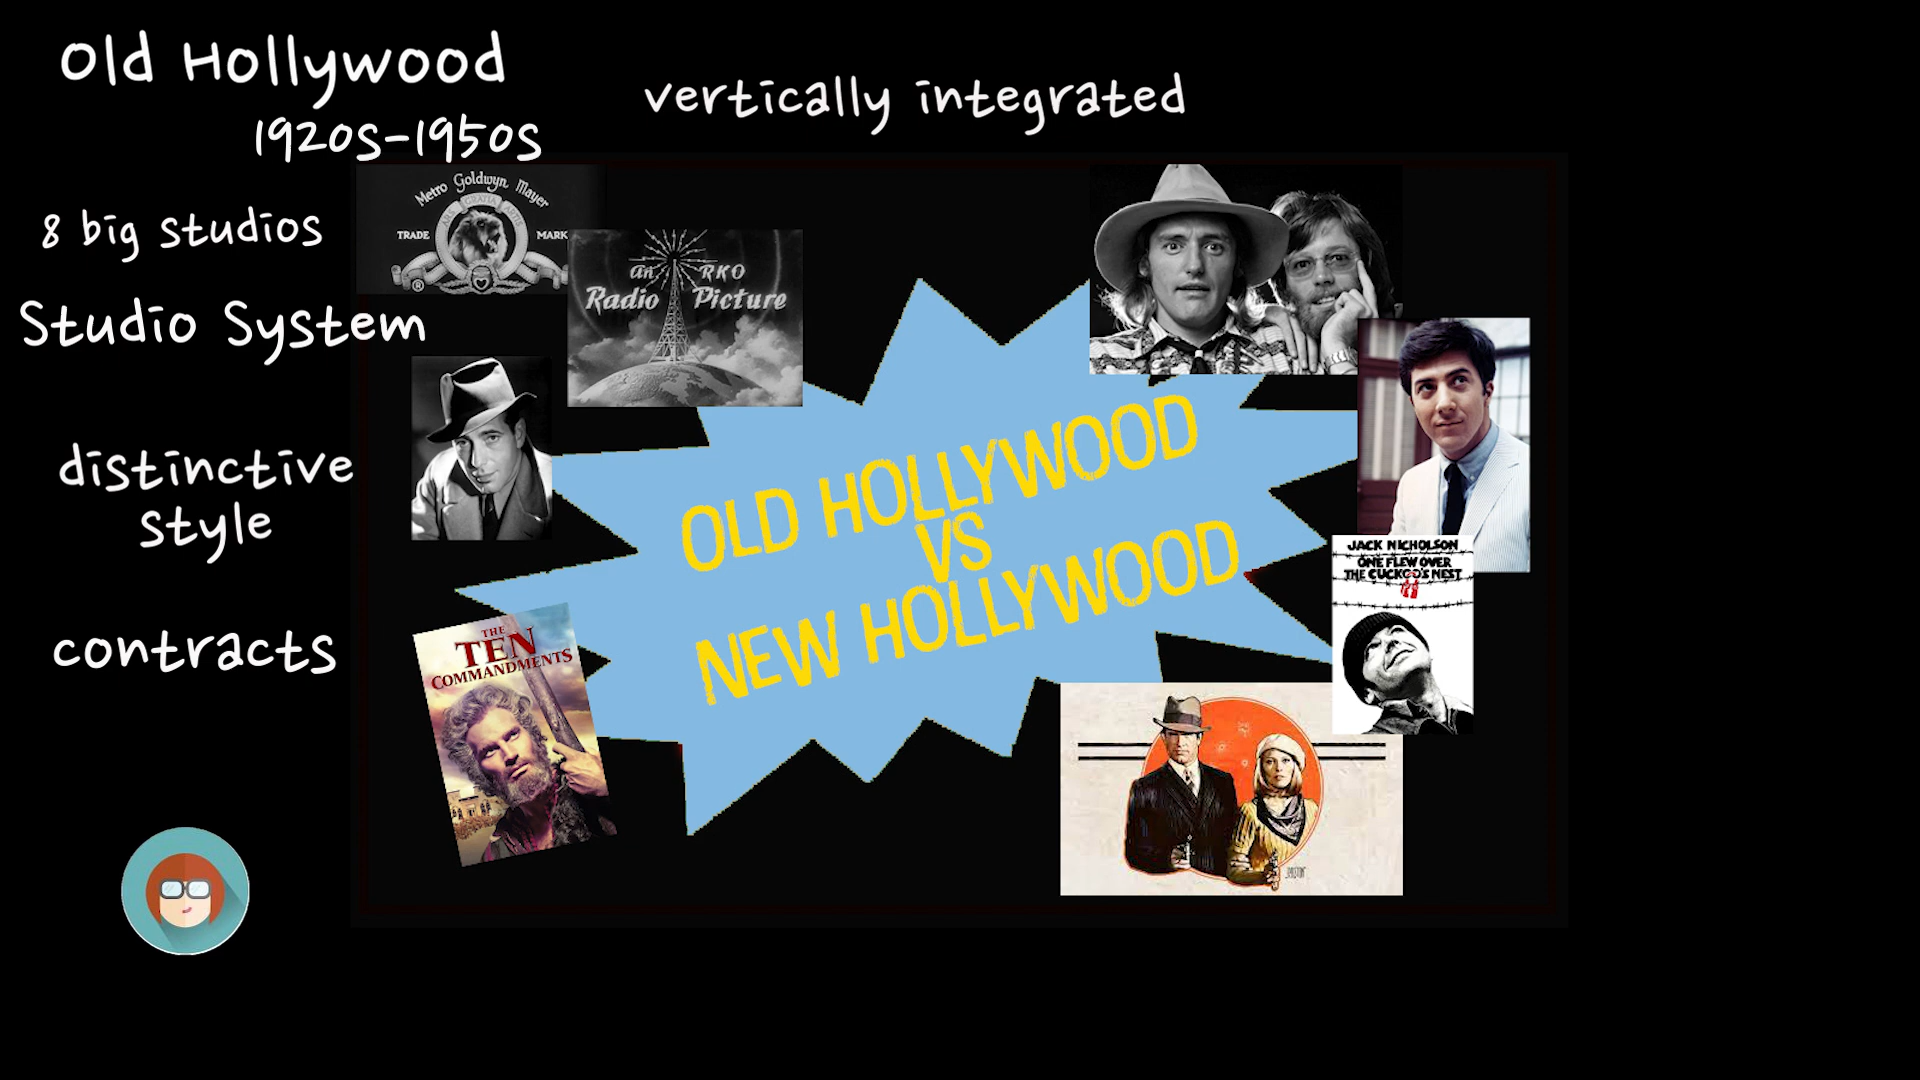 Old Hollywood
1920s-1950s
vertically integrated
8 big studios
Studio System
distinctive
style
contracts
Metro Goldwyn Mayer
TRADE MARK
®
an RKO
Radio Picture
OLD HOLLYWOOD
VS
NEW HOLLYWOOD
JACK NICHOLSON
ONE FLEW OVER
THE CUCKOO'S NEST
THE
TEN
COMMANDMENTS